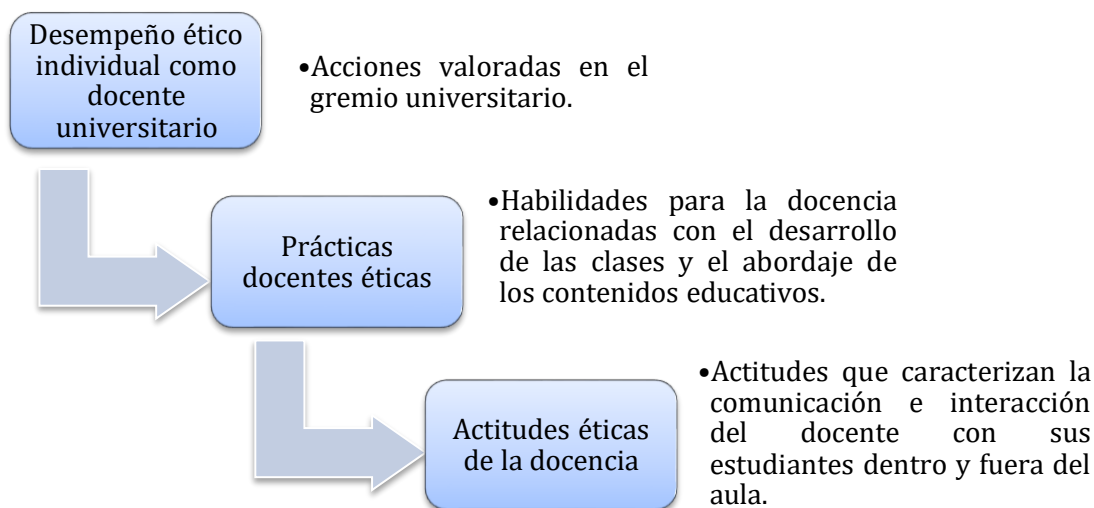 Desempeño ético
individual como
docente
universitario
•Acciones valoradas en el
gremio universitario.
Prácticas
docentes éticas
•Habilidades para la docencia
relacionadas con el desarrollo
de las clases y el abordaje de
los contenidos educativos.
Actitudes éticas
de la docencia
•Actitudes que caracterizan la
comunicación e interacción
del docente con sus
estudiantes dentro y fuera del
aula.